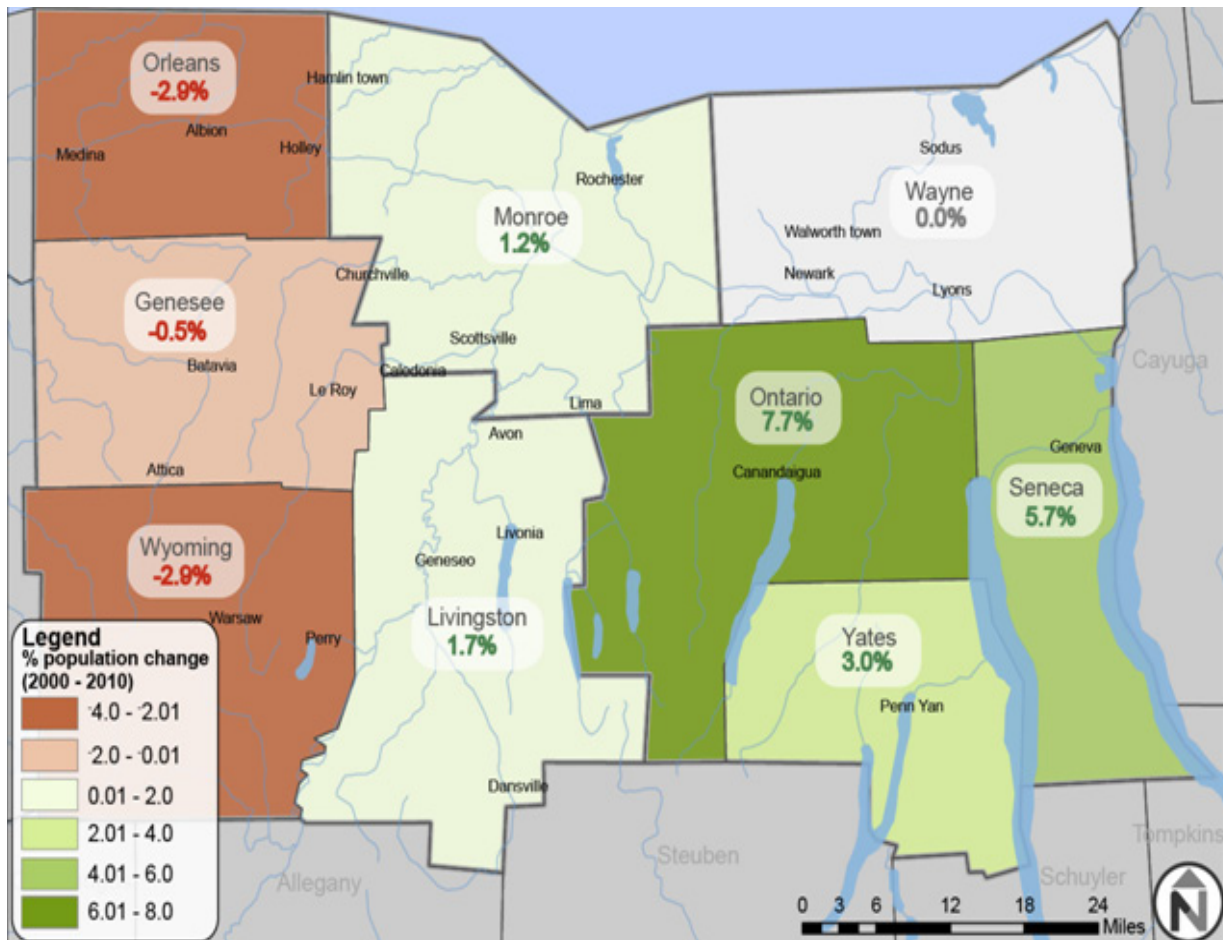 Orleans
-2.9%
Hamlin town
Albion
Medina
Holley
Rochester
Sodus
Wayne
0.0%
Monroe
1.2%
Walworth town
Newark
Lyons
Churchville
Genesee
-0.5%
Scottsville
Batavia
Caledonia
Le Roy
Cayuga
Ontario
7.7%
Lima
Avon
Geneva
Attica
Canandaigua
Seneca
5.7%
Wyoming
-2.9%
Livonia
Geneseo
Livingston
1.7%
Warsaw
Perry
Yates
3.0%
Penn Yan
Dansville
Steuben
Allegany
Tompkins
Schuyler
Legend
% population change
(2000 - 2010)
-4.0 - -2.01
-2.0 - -0.01
0.01 - 2.0
2.01 - 4.0
4.01 - 6.0
6.01 - 8.0
0 3 6 12 18 24
Miles
N